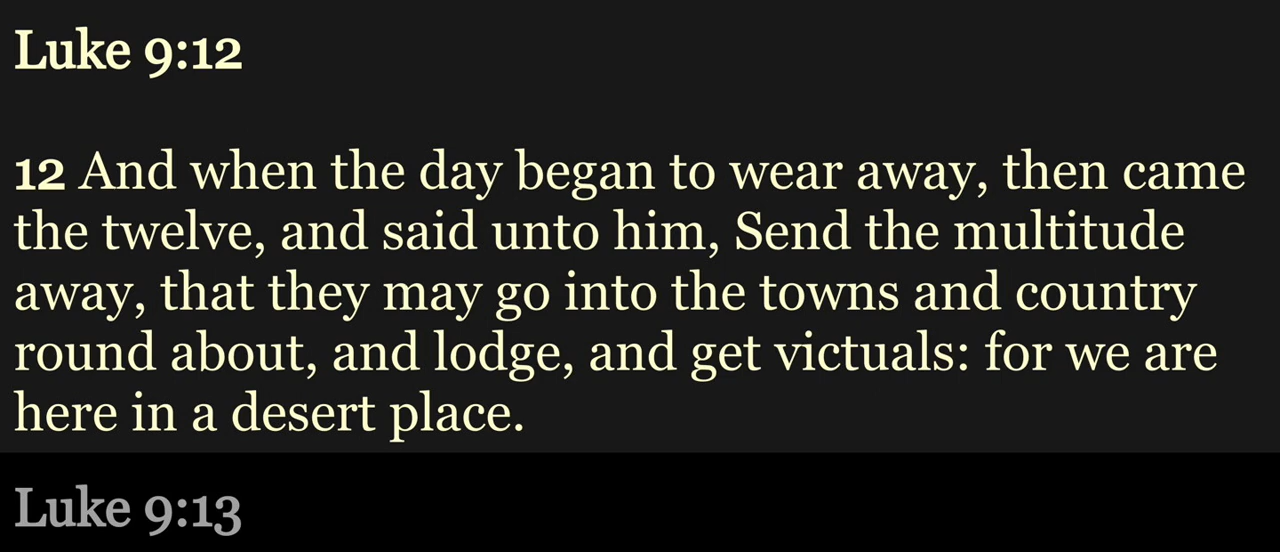 Luke 9:12
12 And when the day began to wear away, then came
the twelve, and said unto him, Send the multitude
away, that they may go into the towns and country
round about, and lodge, and get victuals: for we are
here in a desert place.
Luke 9:13